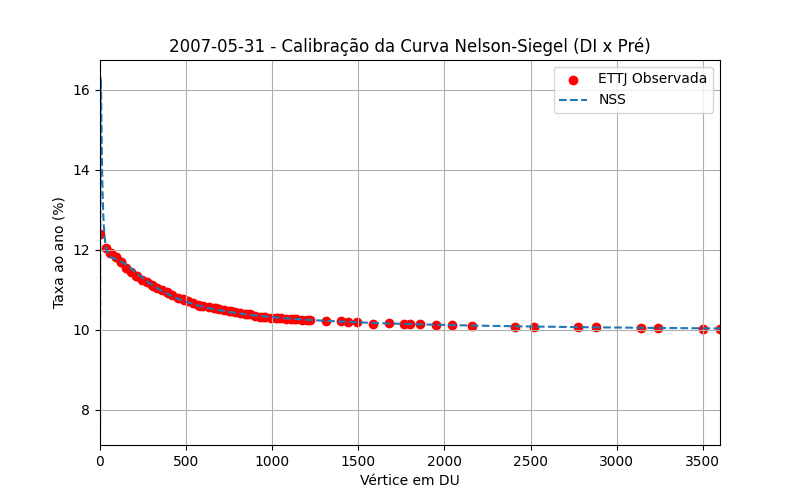 2007-05-31 - Calibração da Curva Nelson-Siegel (DI x Pré)
ETTJ Observada
NSS
Taxa ao ano (%)
16
14
12
10
8
0 500 1000 1500 2000 2500 3000 3500
Vértice em DU